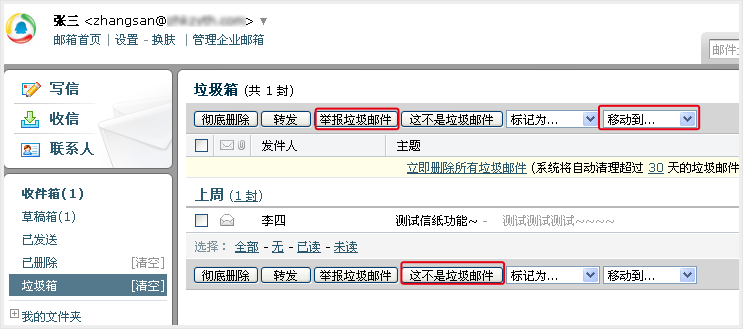 张三 <zhangsan@ .com>
邮箱首页 | 设置 - 换肤 | 管理企业邮箱
邮件
写信
收信
联系人
收件箱(1)
草稿箱(1)
已发送
已删除 [清空]
垃圾箱 [清空]
我的文件夹
垃圾箱 (共 1 封)
彻底删除 转发 举报垃圾邮件 这不是垃圾邮件 标记为... 移动到...
发件人 主题
立即删除所有垃圾邮件 (系统将自动清理超过 30 天的垃圾邮件
上周 (1 封)
李四 测试信纸功能~ - 测试测试测试~~~~
选择: 全部 - 无 - 已读 - 未读
彻底删除 转发 举报垃圾邮件 这不是垃圾邮件 标记为... 移动到...